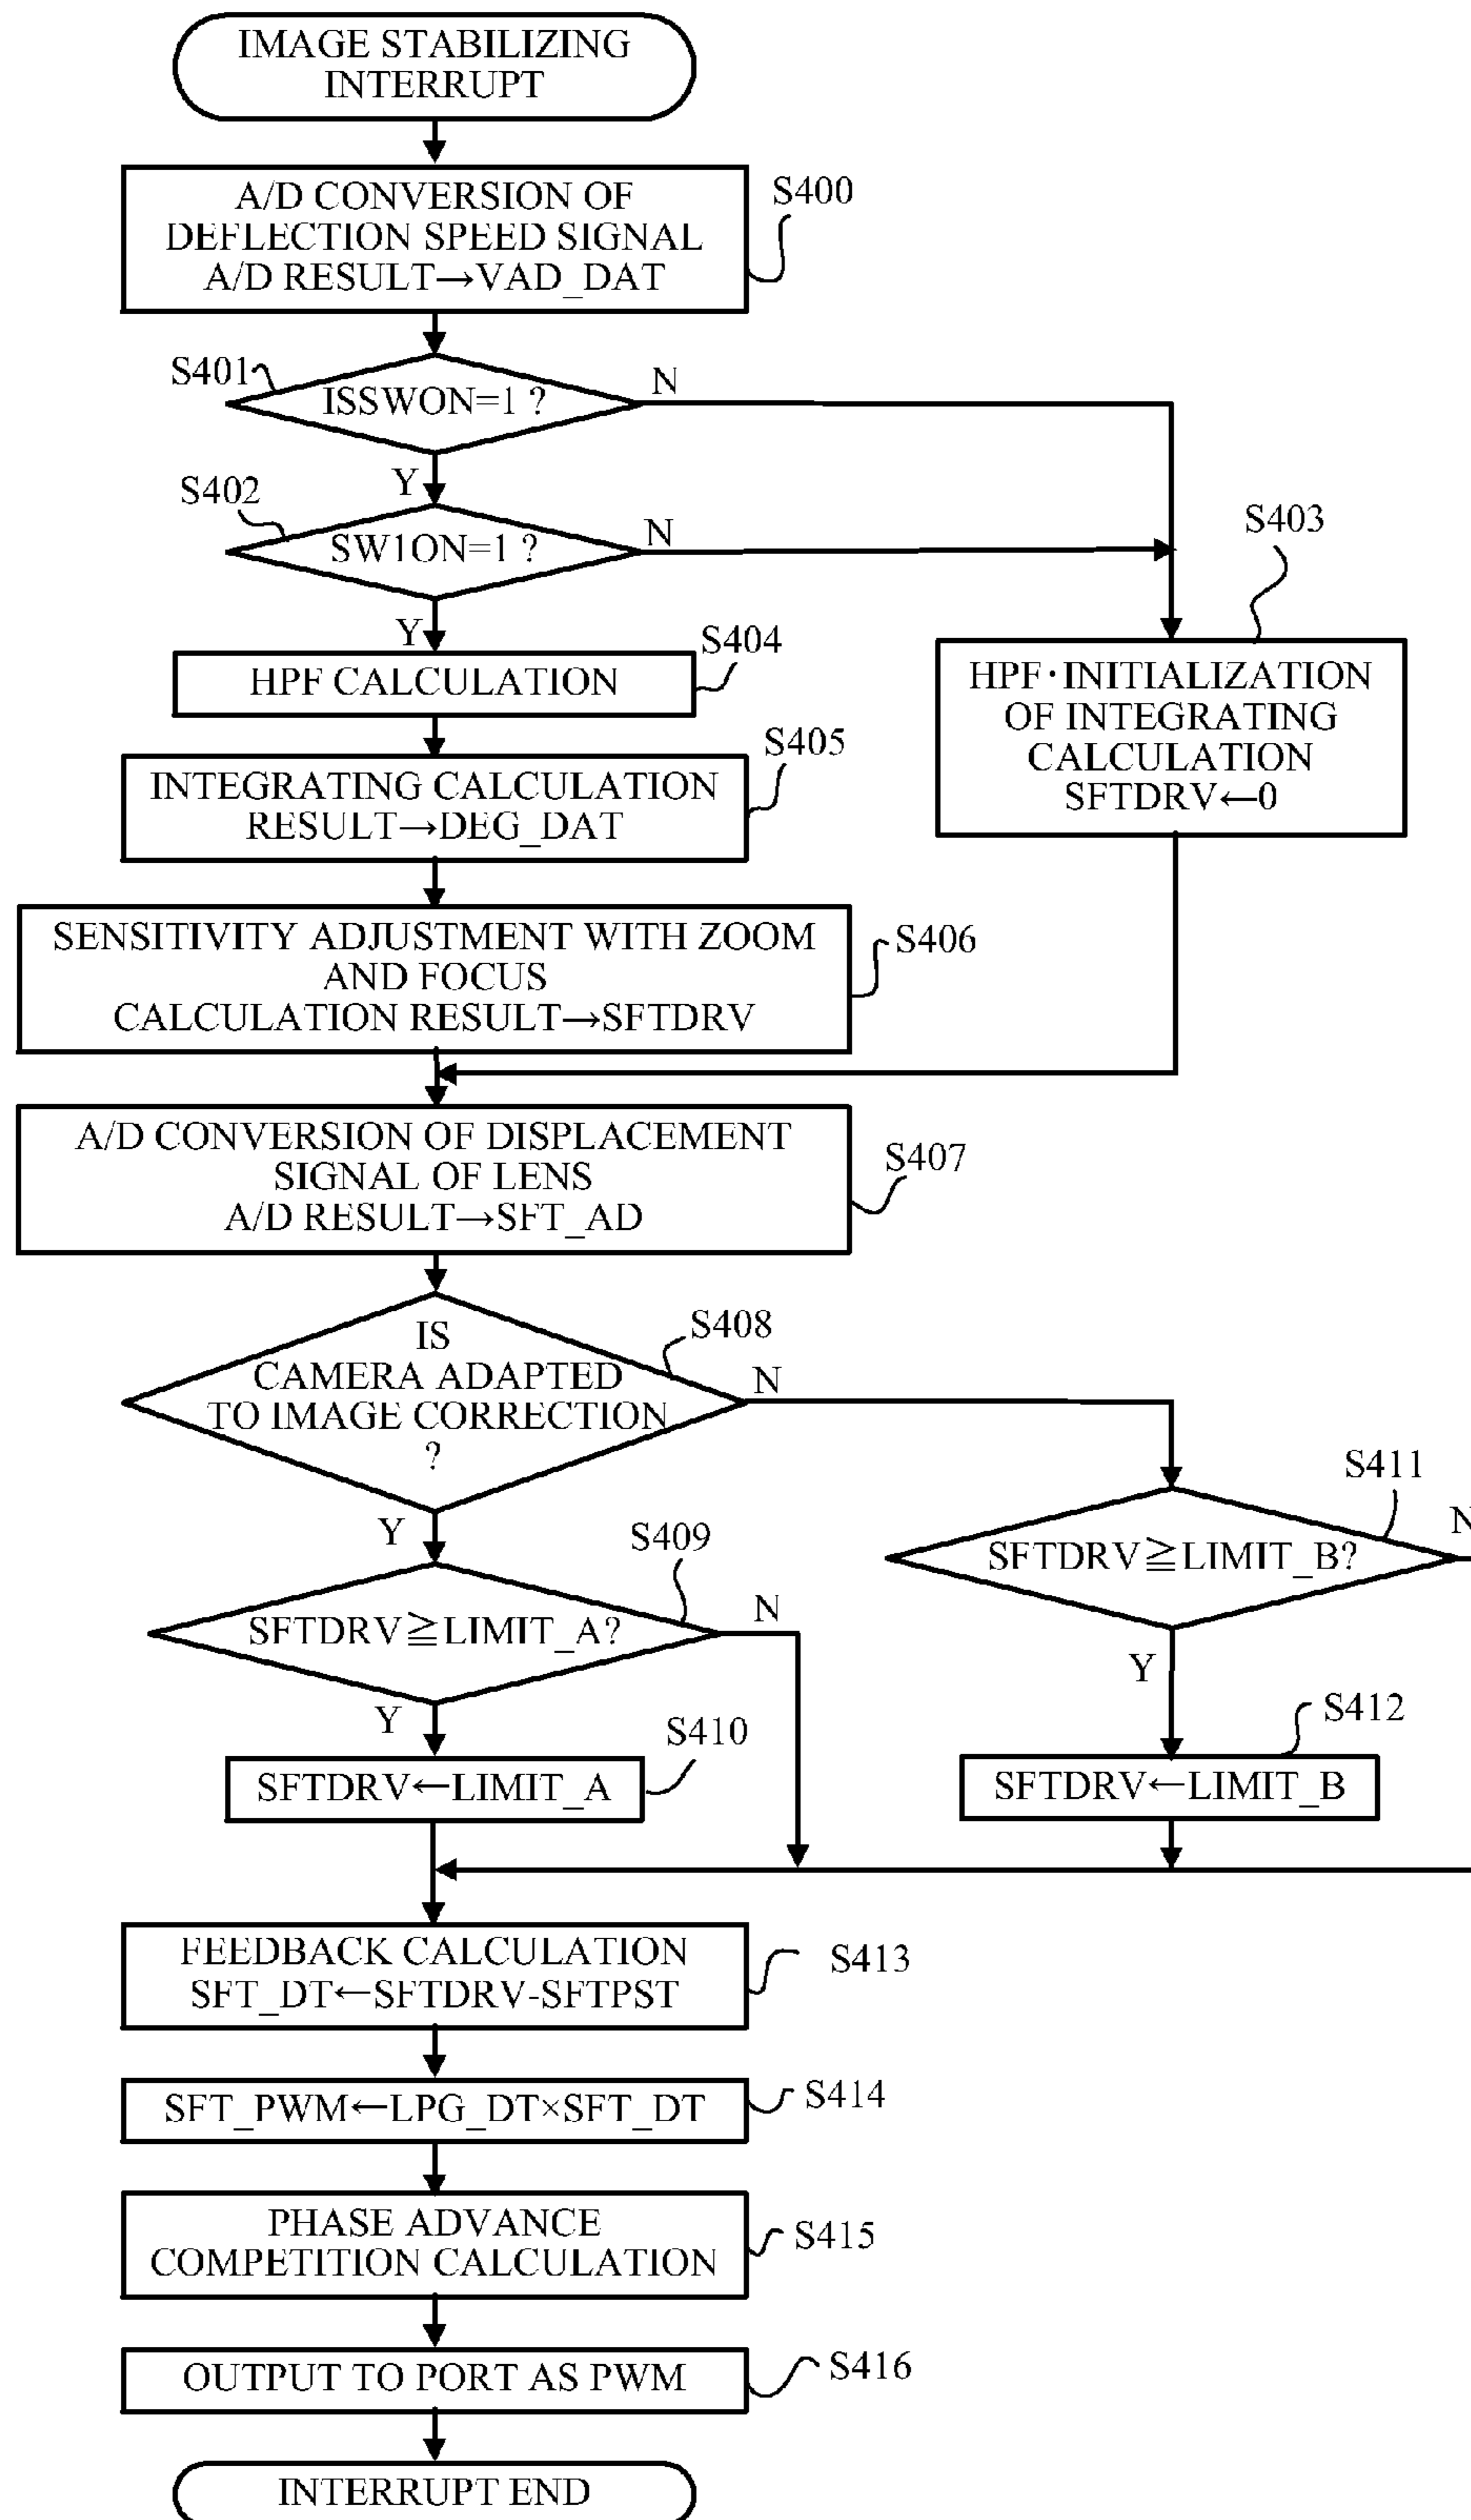 IMAGE STABILIZING
INTERRUPT
A/D CONVERSION OF
DEFLECTION SPEED SIGNAL
A/D RESULT→VAD_DAT
S400
S401
ISSWON=1 ?
N
Y
S402
SW1ON=1 ?
N
Y
S403
HPF・INITIALIZATION
OF INTEGRATING
CALCULATION
SFTDRV←0
S404
HPF CALCULATION
S405
INTEGRATING CALCULATION
RESULT→DEG_DAT
SENSITIVITY ADJUSTMENT WITH ZOOM
AND FOCUS
CALCULATION RESULT→SFTDRV
S406
A/D CONVERSION OF DISPLACEMENT
SIGNAL OF LENS
A/D RESULT→SFT_AD
S407
IS
CAMERA ADAPTED
TO IMAGE CORRECTION
?
S408
N
Y
S409
SFTDRV≧LIMIT_A?
N
Y
S411
SFTDRV≧LIMIT_B?
N
Y
S410
SFTDRV←LIMIT_A
S412
SFTDRV←LIMIT_B
FEEDBACK CALCULATION
SFT_DT←SFTDRV-SFTPST
S413
SFT_PWM←LPG_DT×SFT_DT
S414
PHASE ADVANCE
COMPETITION CALCULATION
S415
OUTPUT TO PORT AS PWM
S416
INTERRUPT END